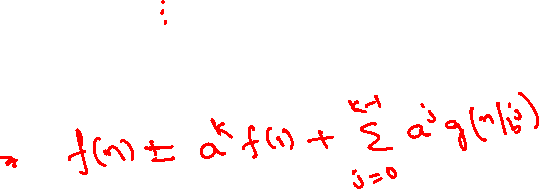 ⋮
→ f(n) = a^k f(1) + Σ_{j=0}^{k-1} a^j g(n/b^j)